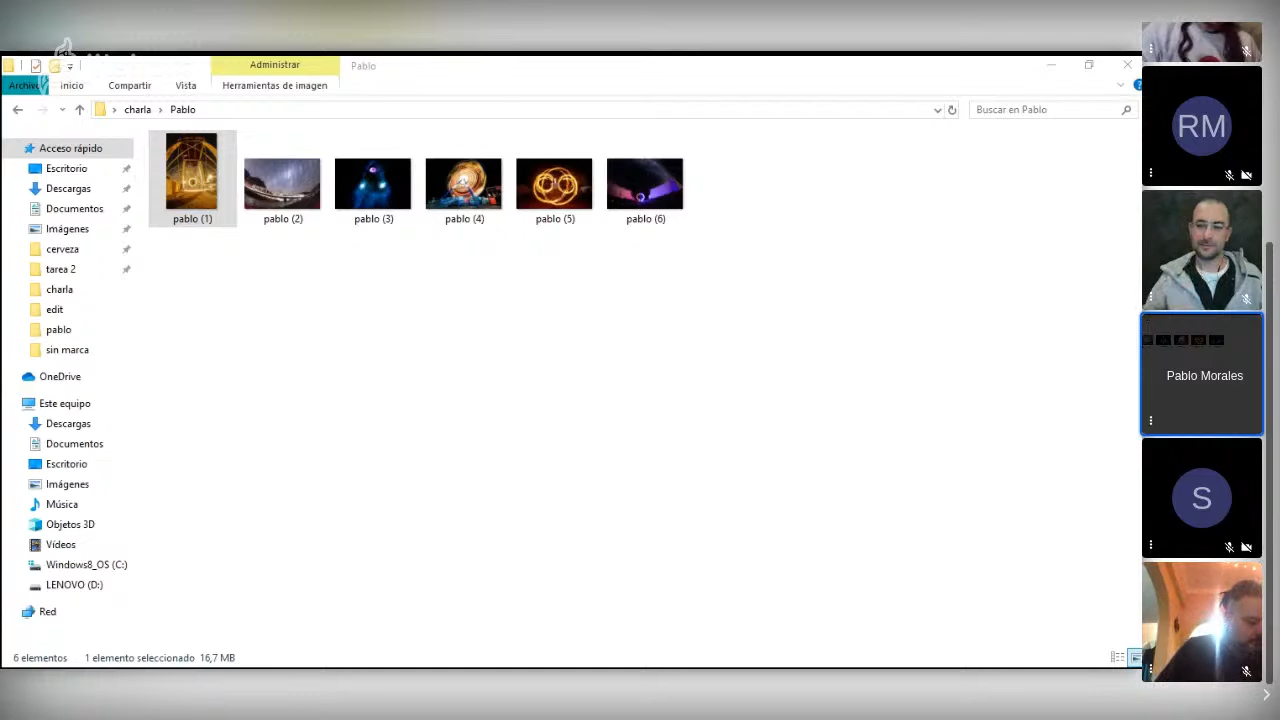 Administrar
Pablo
Archivo
Inicio
Compartir
Vista
Herramientas de imagen
charla > Pablo
Buscar en Pablo
Acceso rápido
Escritorio
Descargas
Documentos
Imágenes
cerveza
tarea 2
charla
edit
pablo
sin marca
OneDrive
Este equipo
Descargas
Documentos
Escritorio
Imágenes
Música
Objetos 3D
Vídeos
Windows8_OS (C:)
LENOVO (D:)
Red
pablo (1)
pablo (2)
pablo (3)
pablo (4)
pablo (5)
pablo (6)
6 elementos
1 elemento seleccionado 16,7 MB
RM
Pablo Morales
S